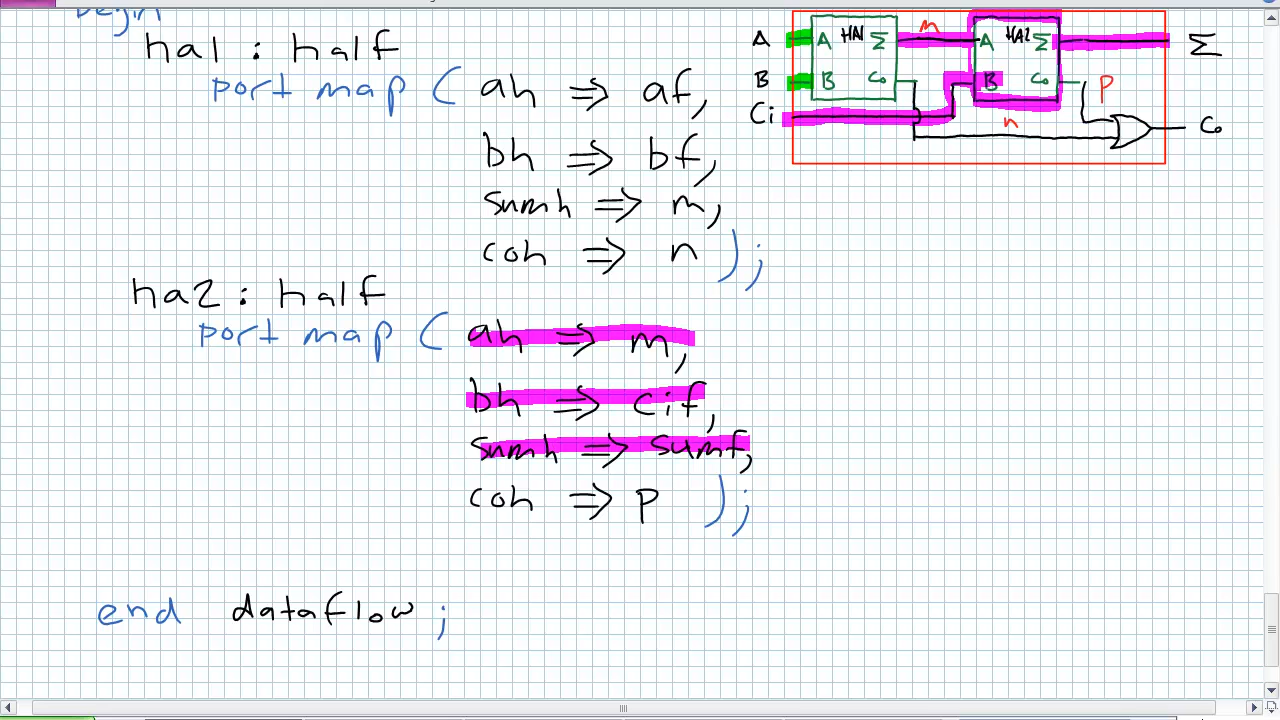 begin
ha1 : half
port map ( ah => af,
bh => bf,
sumh => m,
coh => n );
ha2 : half
port map ( ah => m,
bh => cif,
sumh => sumf,
coh => p );
end dataflow ;
A A HA1 Σ m A HA2 Σ Σ
B B Co B Co p
Ci n Co